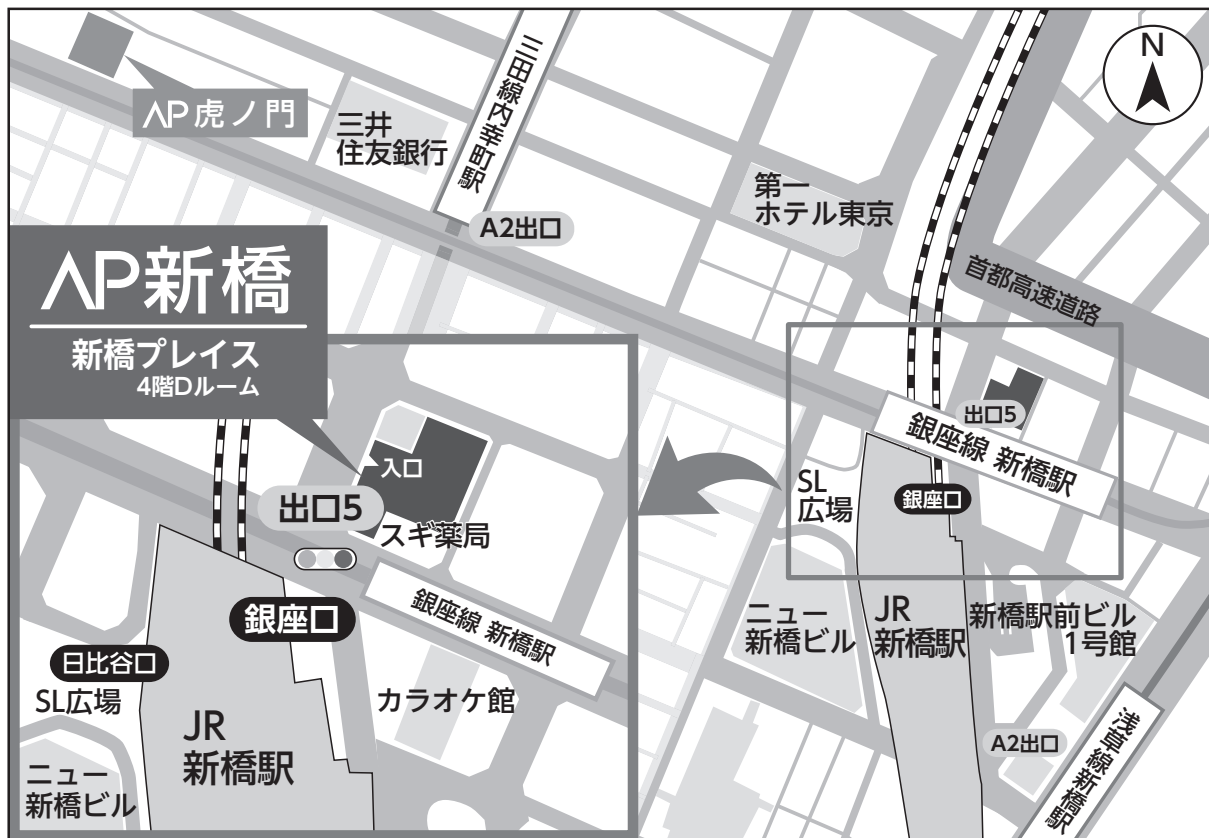 N
AP虎ノ門
三井
住友銀行
三田線内幸町駅
A2出口
第一
ホテル東京
首都高速道路
AP新橋
新橋プレイス
4階Dルーム
入口
出口5
スギ薬局
銀座口
銀座線 新橋駅
日比谷口
SL広場
カラオケ館
JR
新橋駅
ニュー
新橋ビル
出口5
銀座線 新橋駅
SL
広場
銀座口
ニュー
新橋ビル
JR
新橋駅
新橋駅前ビル
1号館
A2出口
浅草線新橋駅